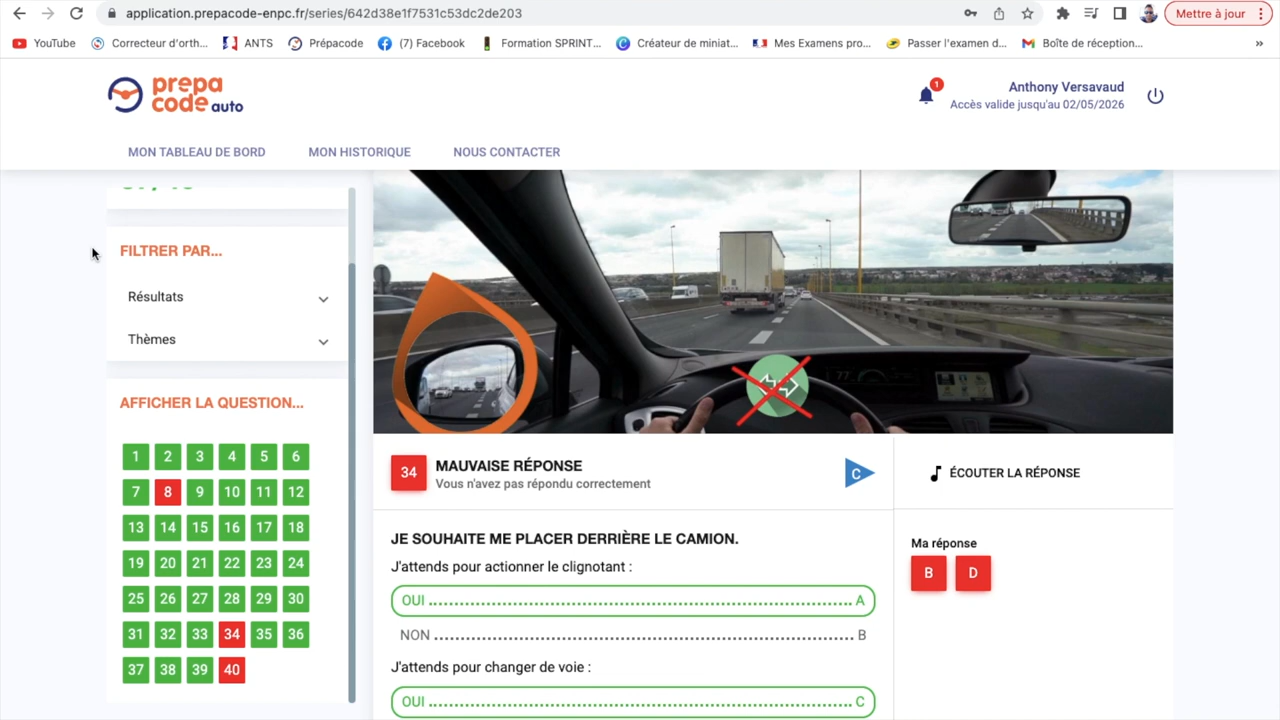 application.prepacode-enpc.fr/series/642d38e1f7531c53dc2de203
Mettre à jour
YouTube
Correcteur d'orth...
ANTS
Prépacode
(7) Facebook
Formation SPRINT...
Créateur de miniat...
Mes Examens pro...
Passer l'examen d...
Boîte de réception...
»
prepa
code auto
1
Anthony Versavaud
Accès valide jusqu'au 02/05/2026
MON TABLEAU DE BORD
MON HISTORIQUE
NOUS CONTACTER
FILTRER PAR...
Résultats
Thèmes
AFFICHER LA QUESTION...
1 2 3 4 5 6
7 8 9 10 11 12
13 14 15 16 17 18
19 20 21 22 23 24
25 26 27 28 29 30
31 32 33 34 35 36
37 38 39 40
77
34
MAUVAISE RÉPONSE
Vous n'avez pas répondu correctement
C
JE SOUHAITE ME PLACER DERRIÈRE LE CAMION.
J'attends pour actionner le clignotant :
OUI A
NON B
J'attends pour changer de voie :
OUI C
ÉCOUTER LA RÉPONSE
Ma réponse
B D